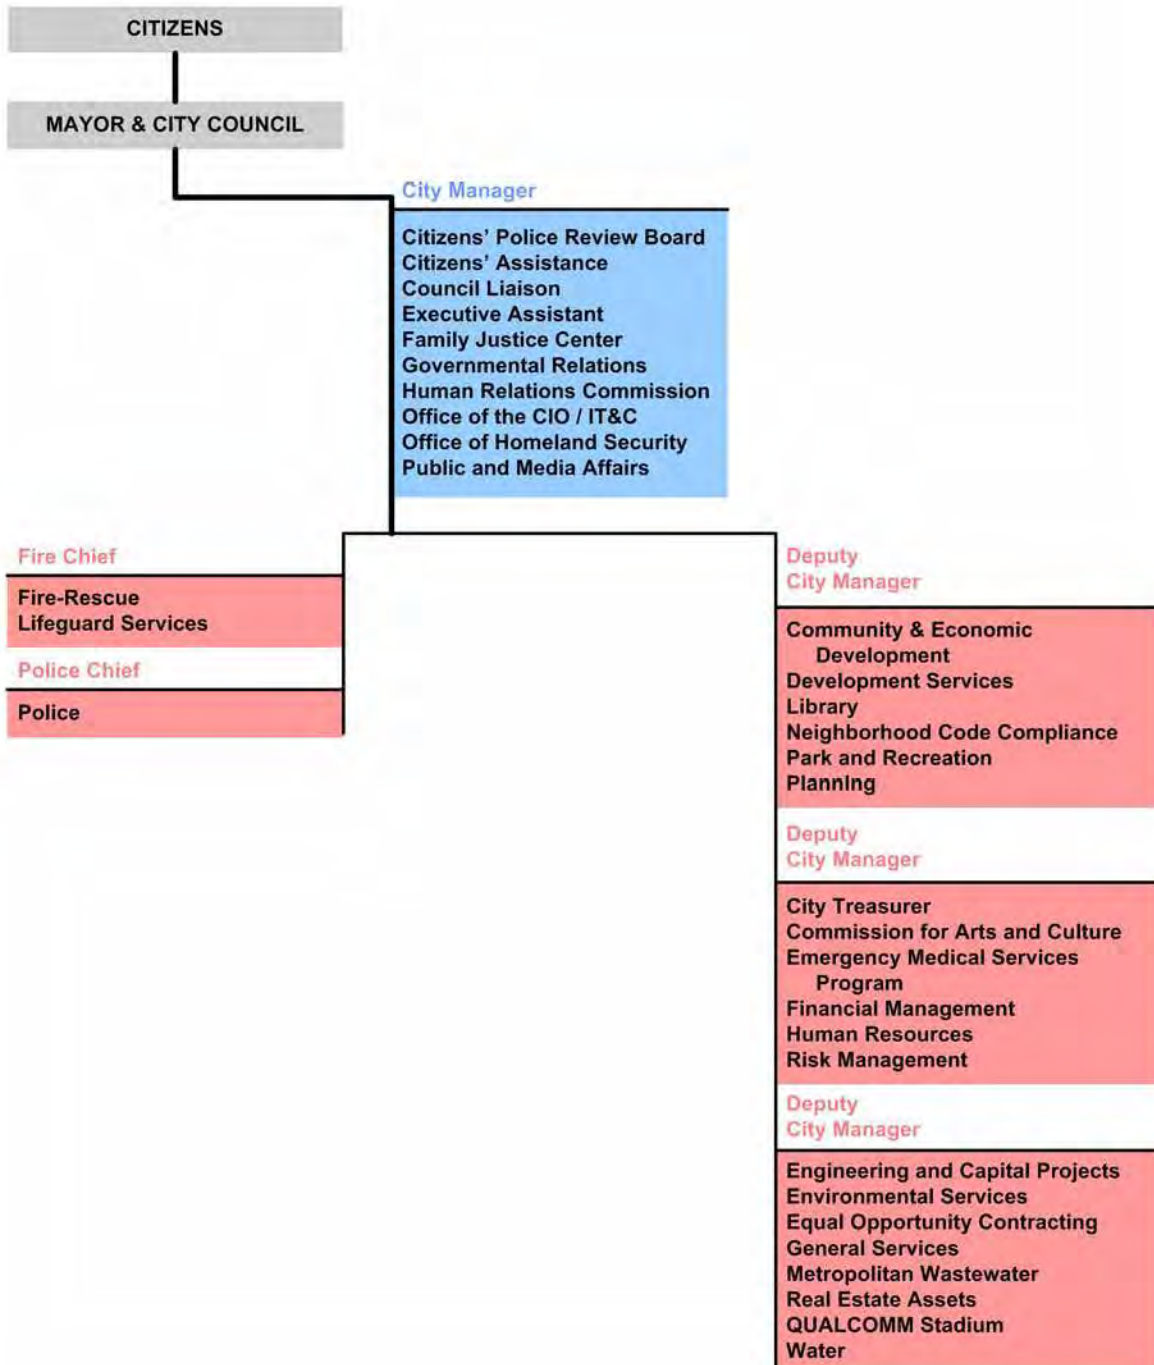 CITIZENS
MAYOR & CITY COUNCIL
City Manager
Citizens' Police Review Board
Citizens' Assistance
Council Liaison
Executive Assistant
Family Justice Center
Governmental Relations
Human Relations Commission
Office of the CIO / IT&C
Office of Homeland Security
Public and Media Affairs
Fire Chief
Fire-Rescue
Lifeguard Services
Police Chief
Police
Deputy
City Manager
Community & Economic
Development
Development Services
Library
Neighborhood Code Compliance
Park and Recreation
Planning
Deputy
City Manager
City Treasurer
Commission for Arts and Culture
Emergency Medical Services
Program
Financial Management
Human Resources
Risk Management
Deputy
City Manager
Engineering and Capital Projects
Environmental Services
Equal Opportunity Contracting
General Services
Metropolitan Wastewater
Real Estate Assets
QUALCOMM Stadium
Water